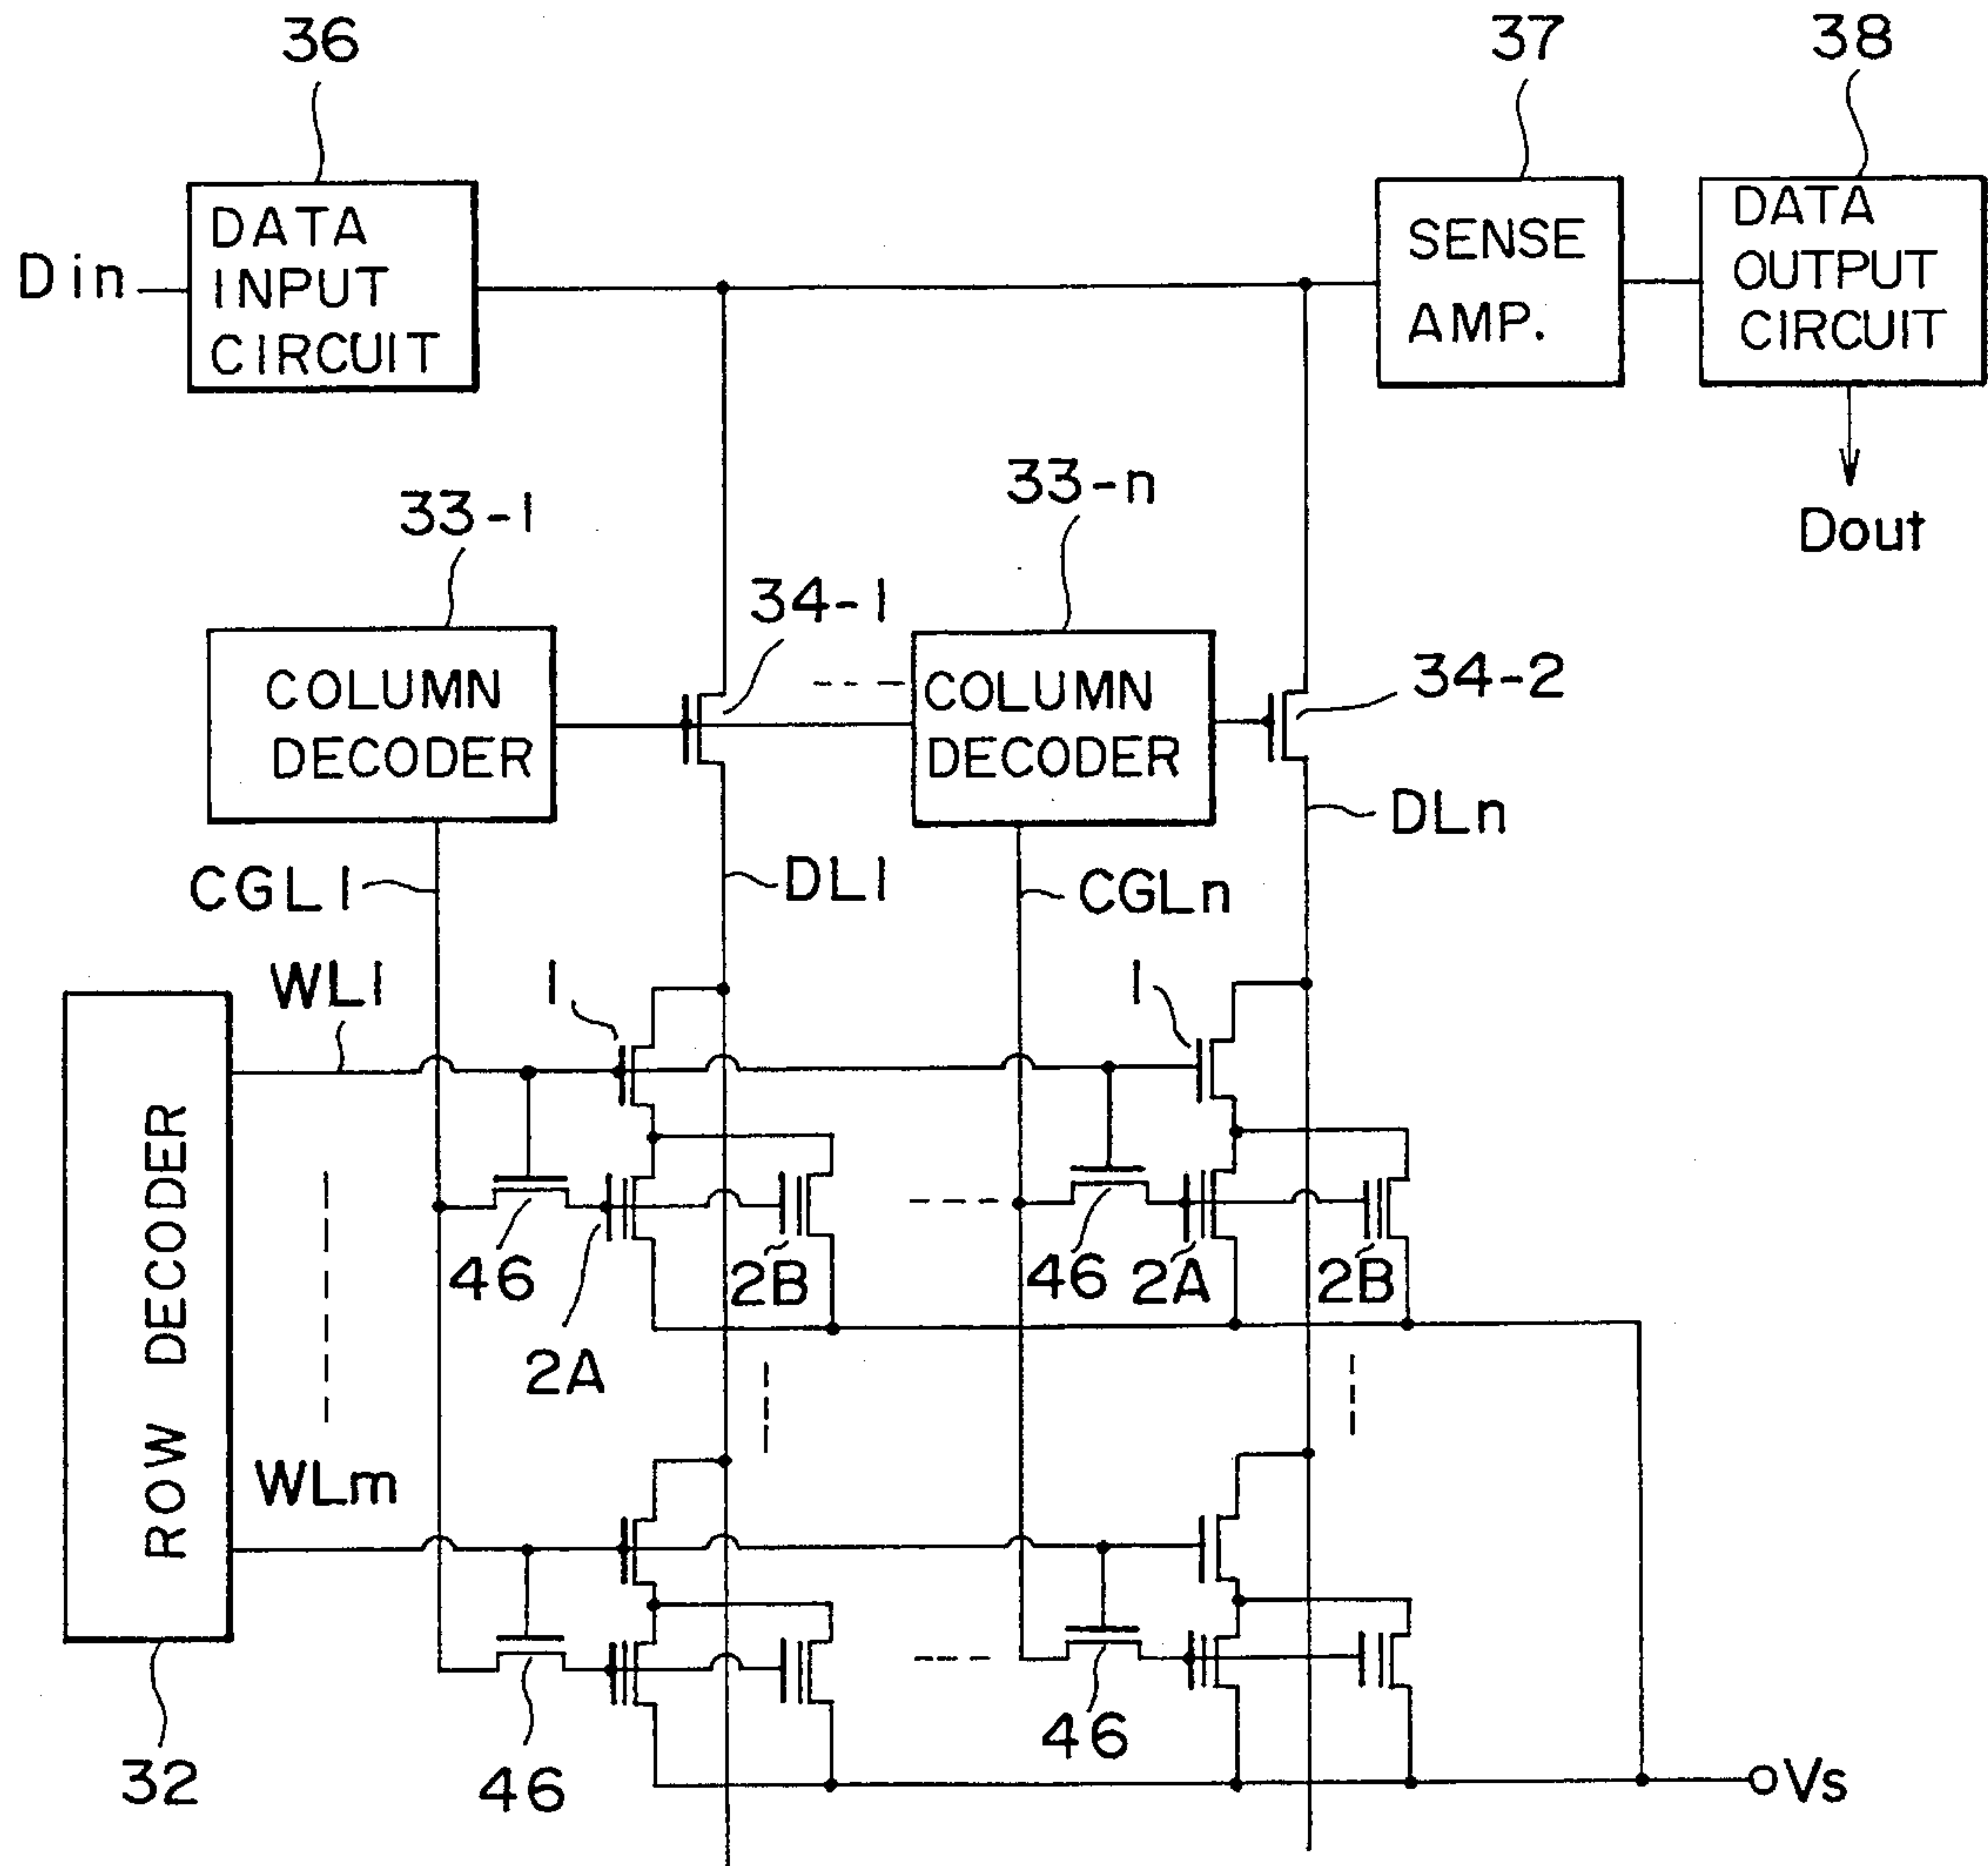 36
37
38
DATA
INPUT
CIRCUIT
Din
SENSE
AMP.
DATA
OUTPUT
CIRCUIT
Dout
33-1
33-n
34-1
34-2
COLUMN
DECODER
COLUMN
DECODER
DLn
CGL1
DL1
CGLn
WL1
1
1
ROW DECODER
46
2A
2B
46
2A
2B
WLm
46
46
32
Vs